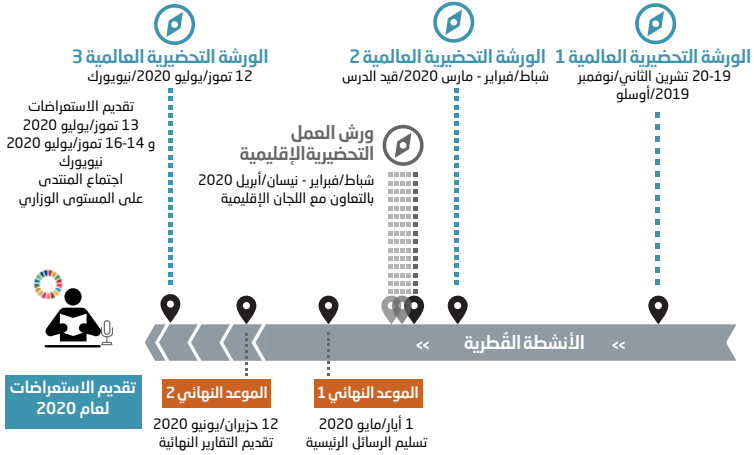 الورشة التحضيرية العالمية 1
20-19 تشرين الثاني/نوفمبر
2019/أوسلو
الورشة التحضيرية العالمية 2
شباط/فبراير - مارس 2020/قيد الدرس
الورشة التحضيرية العالمية 3
12 تموز/يوليو 2020/نيويورك
تقديم الاستعراضات
13 تموز/يوليو 2020
و 14-16 تموز/يوليو 2020
نيويورك
اجتماع المنتدى
على المستوى الوزاري
ورش العمل
التحضيريةالإقليمية
شباط/فبراير - نيسان/أبريل 2020
بالتعاون مع اللجان الإقليمية
>> الأنشطة القُطرية >>
الموعد النهائي 1
1 أيار/مايو 2020
تسليم الرسائل الرئيسية
الموعد النهائي 2
12 حزيران/يونيو 2020
تقديم التقارير النهائية
تقديم الاستعراضات
لعام 2020